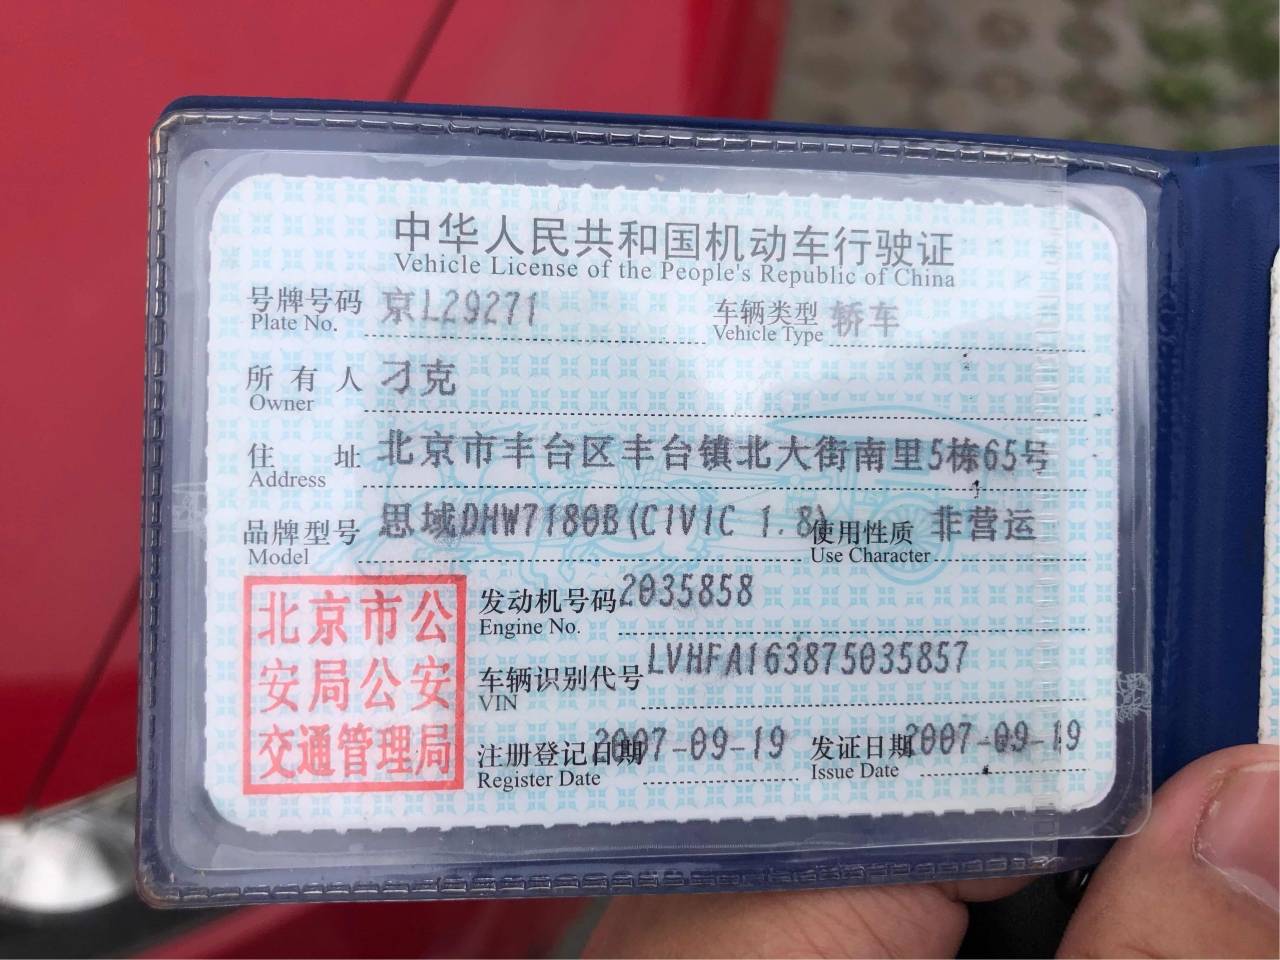 中华人民共和国机动车行驶证
Vehicle License of the People's Republic of China
号牌号码 京L29271 车辆类型 轿车
Plate No. Vehicle Type
所有人 刁克
Owner
住址 北京市丰台区丰台镇北大街南里5栋65号
Address
品牌型号 思域DHW7180B(CIVIC 1.8) 使用性质 非营运
Model Use Character
北京市公
安局公安
交通管理局
发动机号码 2035858
Engine No.
车辆识别代号 LVHFA163875035857
VIN
注册登记日期 2007-09-19 发证日期 2007-09-19
Register Date Issue Date